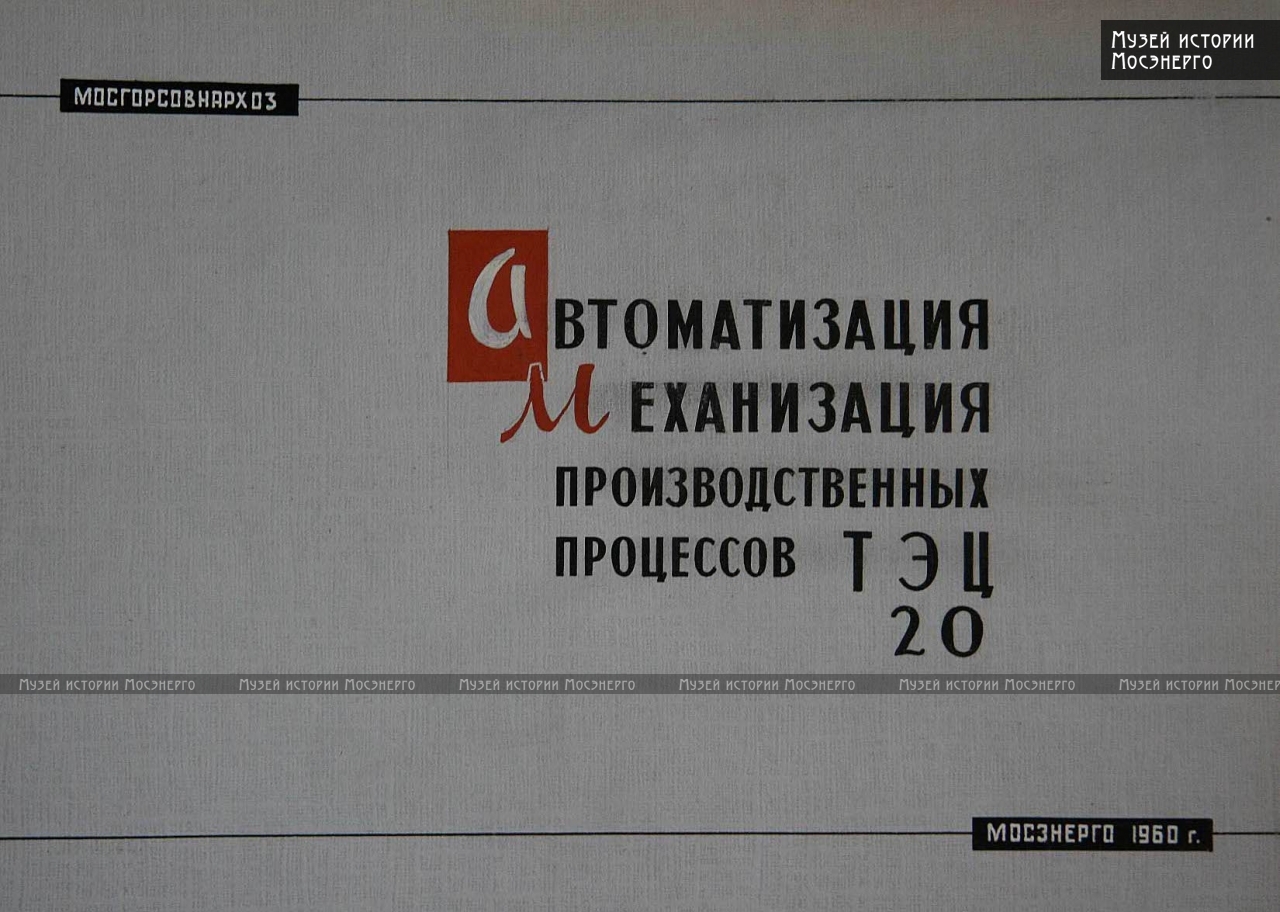 Музей истории
Мосэнерго
МОСГОРСОВНАРХОЗ
АВТОМАТИЗАЦИЯ
МЕХАНИЗАЦИЯ
ПРОИЗВОДСТВЕННЫХ
ПРОЦЕССОВ ТЭЦ
20
Музей истории Мосэнерго Музей истории Мосэнерго Музей истории Мосэнерго Музей истории Мосэнерго Музей истории Мосэнерго Музей истории Мосэнер
МОСЭНЕРГО 1960 г.